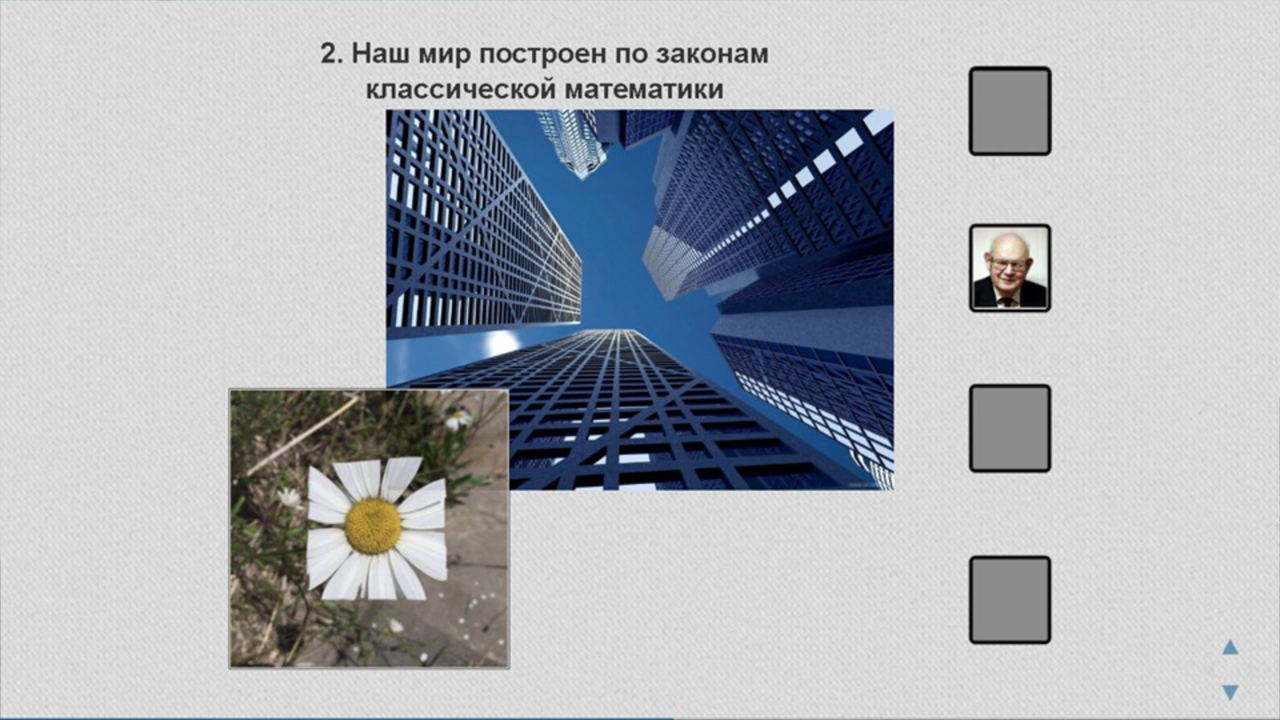 2. Наш мир построен по законам
классической математики